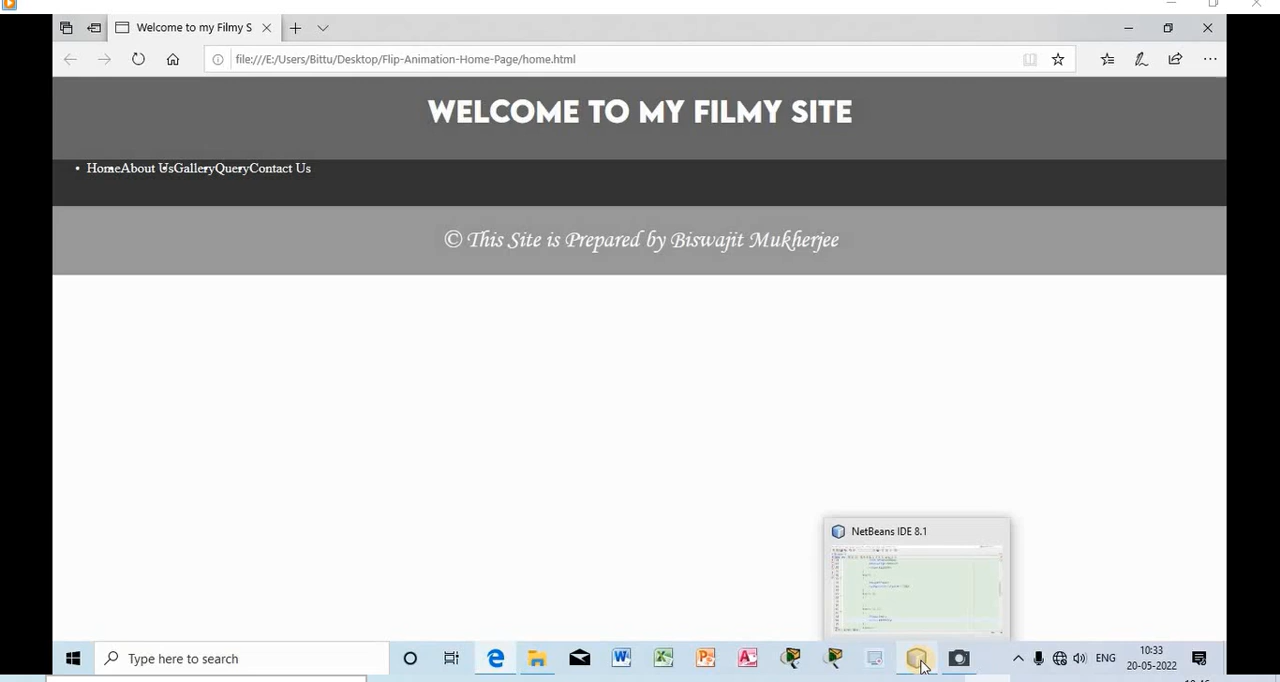 Welcome to my Filmy S
file:///E:/Users/Bittu/Desktop/Flip-Animation-Home-Page/home.html
WELCOME TO MY FILMY SITE
• HomeAbout UsGalleryQueryContact Us
© This Site is Prepared by Biswajit Mukherjee
NetBeans IDE 8.1
Type here to search
ENG
10:33
20-05-2022